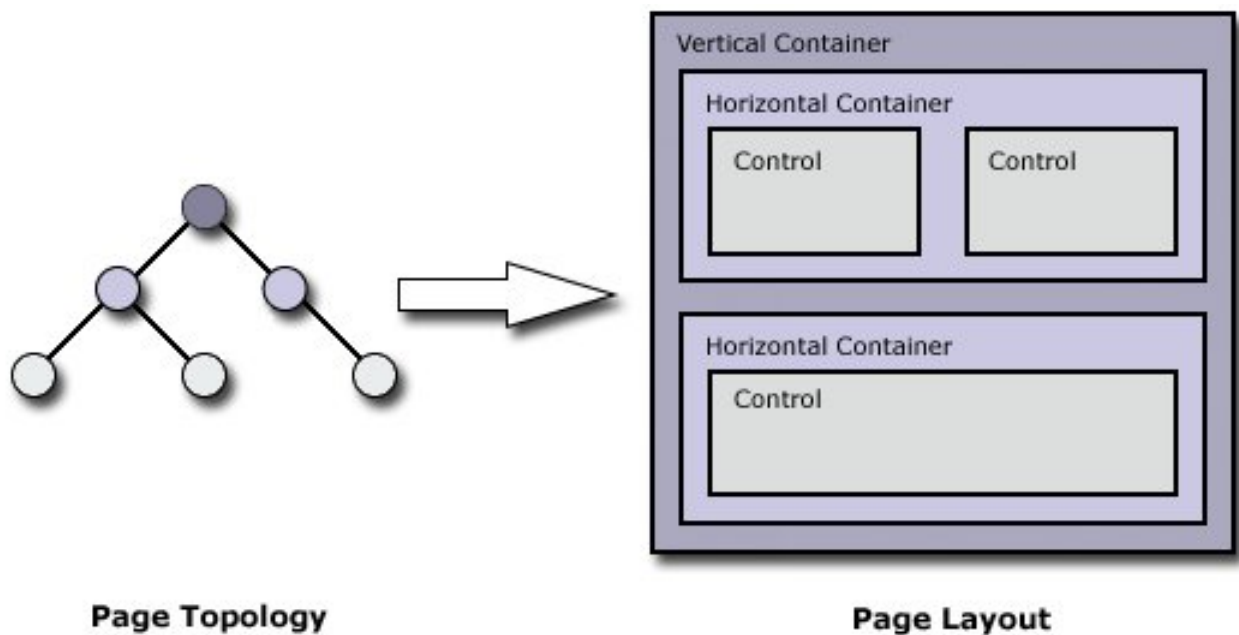 Vertical Container
Horizontal Container
Control
Control
Horizontal Container
Control
Page Topology
Page Layout